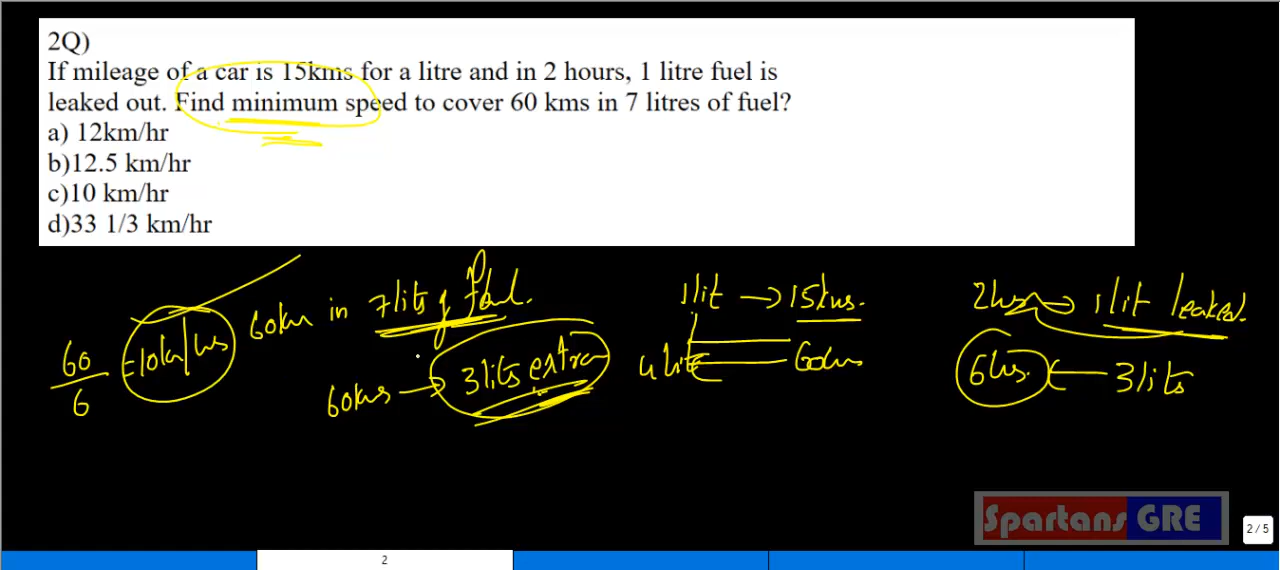 2Q)
If mileage of a car is 15kms for a litre and in 2 hours, 1 litre fuel is
leaked out. Find minimum speed to cover 60 kms in 7 litres of fuel?
a) 12km/hr
b)12.5 km/hr
c)10 km/hr
d)33 1/3 km/hr
60km in 7lits of Fuel.
60kms → 3lits extra
60/6 = 10km/hrs
1lit → 15kms.
4lits 60kms
2hrs → 1lit leaked.
6hrs. ← 3lits
Spartans GRE
2 / 5
2